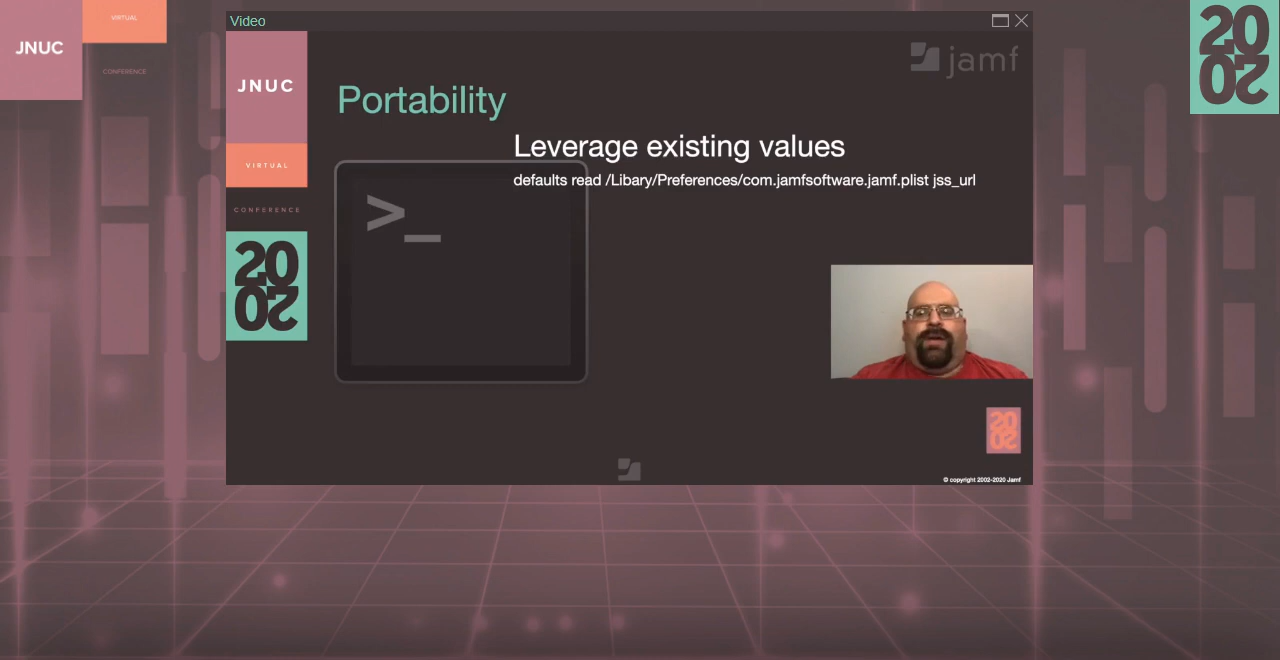 VIRTUAL
JNUC
CONFERENCE
20
20
Video
JNUC
VIRTUAL
CONFERENCE
20
20
jamf
Portability
Leverage existing values
defaults read /Libary/Preferences/com.jamfsoftware.jamf.plist jss_url
>_
20
20
© copyright 2002-2020 Jamf